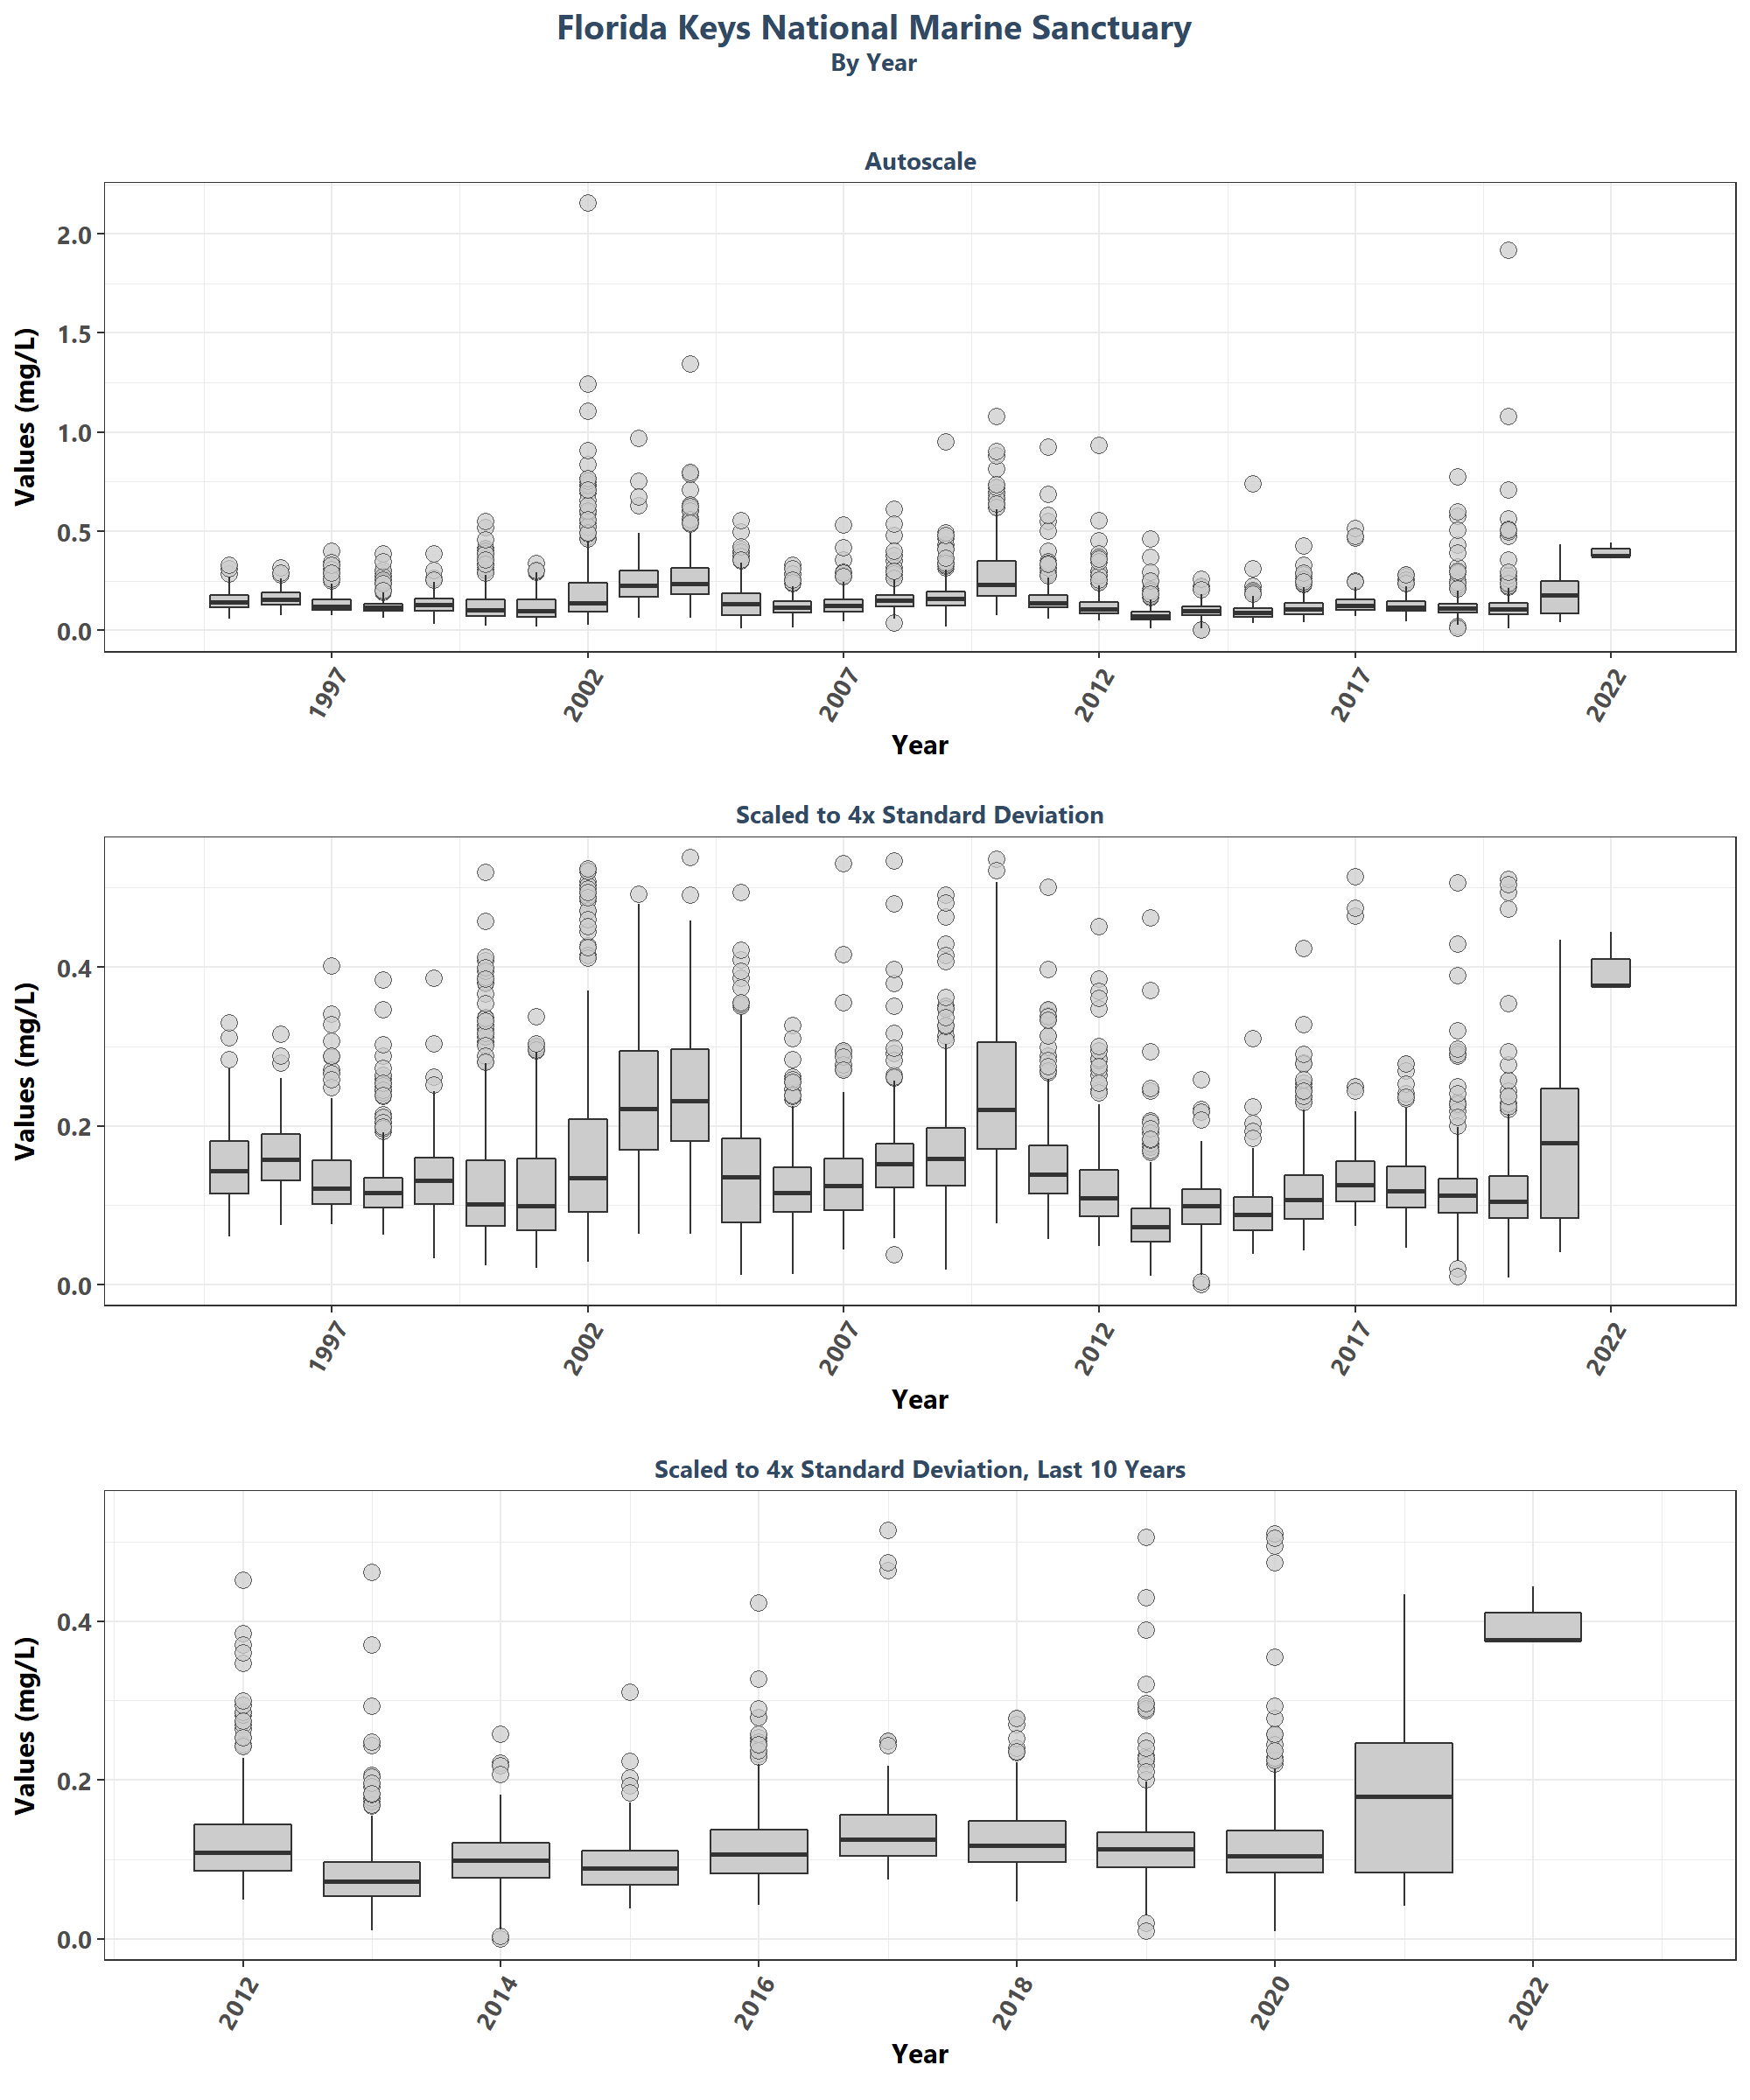 Florida Keys National Marine Sanctuary
By Year
Autoscale
Values (mg/L)
2.0
1.5
1.0
0.5
0.0
1997 2002 2007 2012 2017 2022
Year
Scaled to 4x Standard Deviation
Values (mg/L)
0.4
0.2
0.0
1997 2002 2007 2012 2017 2022
Year
Scaled to 4x Standard Deviation, Last 10 Years
Values (mg/L)
0.4
0.2
0.0
2012 2014 2016 2018 2020 2022
Year